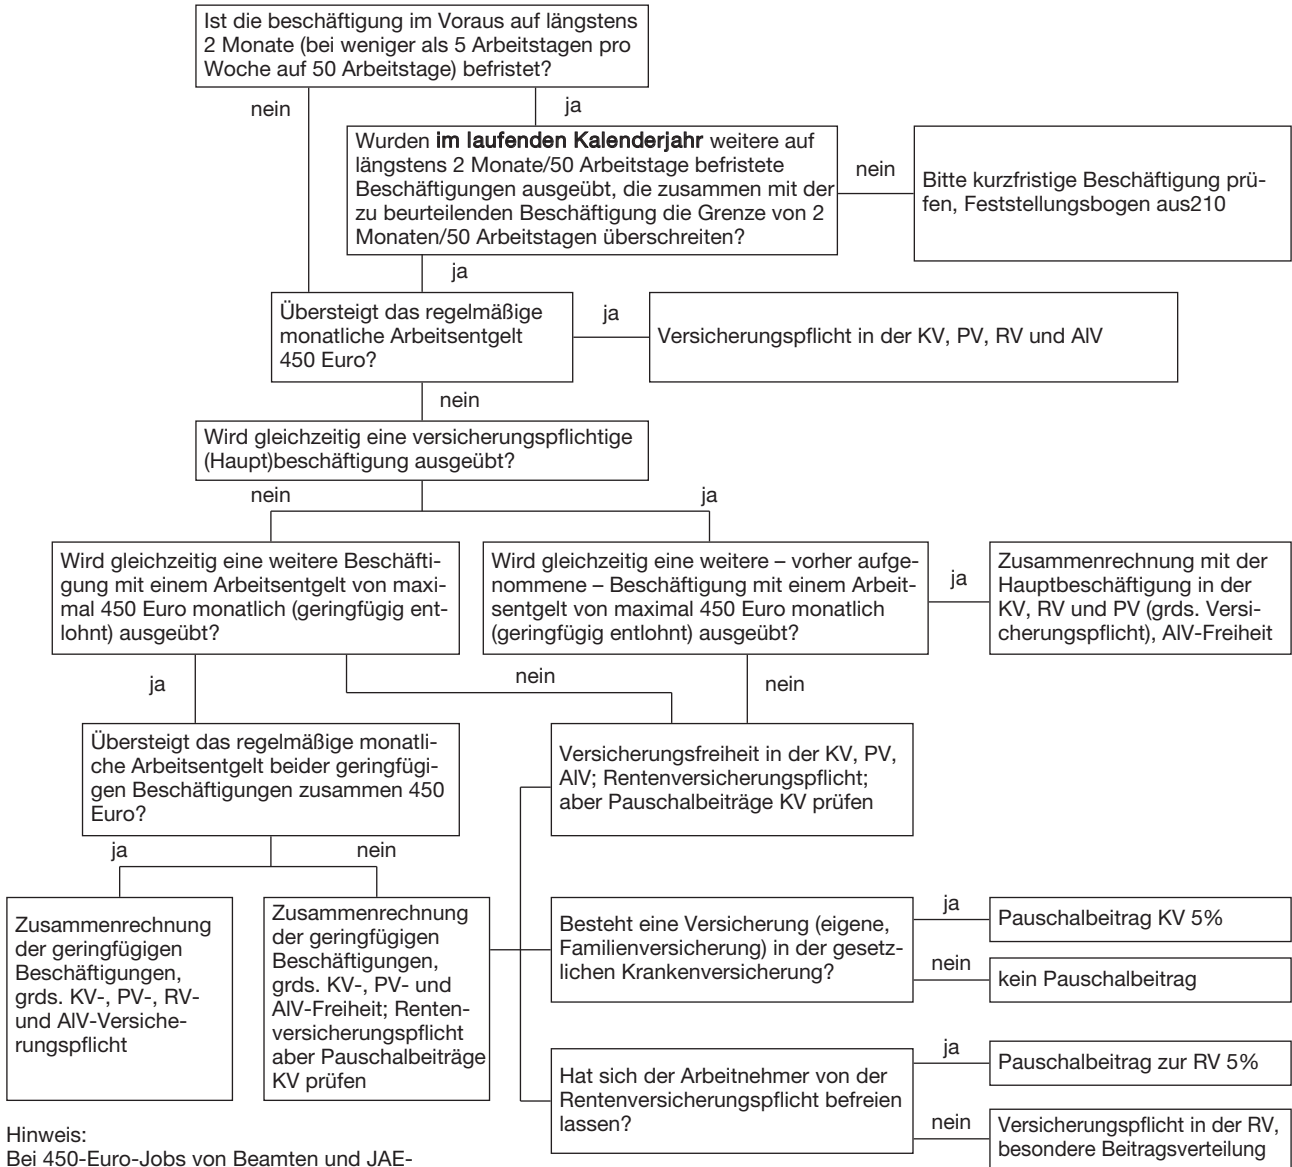 Ist die beschäftigung im Voraus auf längstens
2 Monate (bei weniger als 5 Arbeitstagen pro
Woche auf 50 Arbeitstage) befristet?
nein
ja
Wurden im laufenden Kalenderjahr weitere auf
längstens 2 Monate/50 Arbeitstage befristete
Beschäftigungen ausgeübt, die zusammen mit der
zu beurteilenden Beschäftigung die Grenze von 2
Monaten/50 Arbeitstagen überschreiten?
nein
Bitte kurzfristige Beschäftigung prü-
fen, Feststellungsbogen aus210
ja
Übersteigt das regelmäßige
monatliche Arbeitsentgelt
450 Euro?
ja
Versicherungspflicht in der KV, PV, RV und AlV
nein
Wird gleichzeitig eine versicherungspflichtige
(Haupt)beschäftigung ausgeübt?
nein
ja
Wird gleichzeitig eine weitere Beschäfti-
gung mit einem Arbeitsentgelt von maxi-
mal 450 Euro monatlich (geringfügig ent-
lohnt) ausgeübt?
Wird gleichzeitig eine weitere – vorher aufge-
nommene – Beschäftigung mit einem Arbeit-
sentgelt von maximal 450 Euro monatlich
(geringfügig entlohnt) ausgeübt?
ja
Zusammenrechnung mit der
Hauptbeschäftigung in der
KV, RV und PV (grds. Versi-
cherungspflicht), AlV-Freiheit
ja
nein
nein
Übersteigt das regelmäßige monatli-
che Arbeitsentgelt beider geringfügi-
gen Beschäftigungen zusammen 450
Euro?
Versicherungsfreiheit in der KV, PV,
AlV; Rentenversicherungspflicht;
aber Pauschalbeiträge KV prüfen
ja
nein
Zusammenrechnung
der geringfügigen
Beschäftigungen,
grds. KV-, PV-, RV-
und AlV-Versiche-
rungspflicht
Zusammenrechnung
der geringfügigen
Beschäftigungen,
grds. KV-, PV- und
AlV-Freiheit; Renten-
versicherungspflicht
aber Pauschalbeiträge
KV prüfen
Besteht eine Versicherung (eigene,
Familienversicherung) in der gesetz-
lichen Krankenversicherung?
ja
Pauschalbeitrag KV 5%
nein
kein Pauschalbeitrag
Hat sich der Arbeitnehmer von der
Rentenversicherungspflicht befreien
lassen?
ja
Pauschalbeitrag zur RV 5%
nein
Versicherungspflicht in der RV,
besondere Beitragsverteilung
Hinweis:
Bei 450-Euro-Jobs von Beamten und JAE-